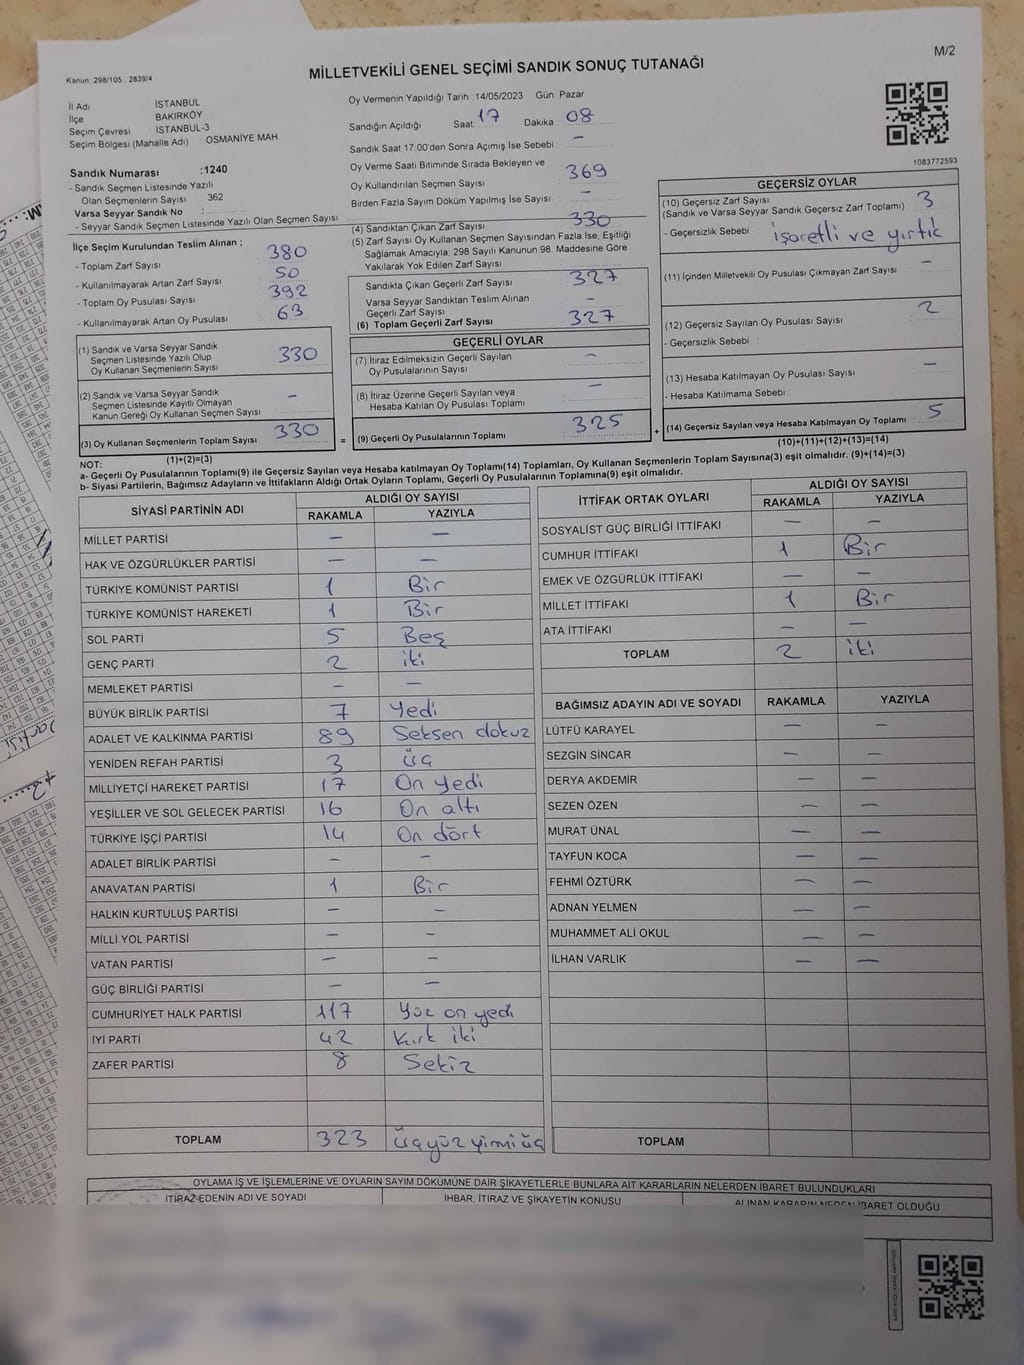 M/2
Kanun: 298/105 2839/4
MİLLETVEKİLİ GENEL SEÇİMİ SANDIK SONUÇ TUTANAĞI
İl Adı İSTANBUL
İlçe BAKIRKÖY
Seçim Çevresi İSTANBUL-3
Seçim Bölgesi (Mahalle Adı) OSMANİYE MAH
Sandık Numarası :1240
- Sandık Seçmen Listesinde Yazılı
Olan Seçmenlerin Sayısı : 362
Varsa Seyyar Sandık No :
- Seyyar Sandık Seçmen Listesinde Yazılı Olan Seçmen Sayısı
Oy Vermenin Yapıldığı Tarih : 14/05/2023 Gün: Pazar
Sandığın Açıldığı Saat: 17 Dakika : 08
Sandık Saat 17:00'den Sonra Açımış İse Sebebi : -
Oy Verme Saati Bitiminde Sırada Bekleyen ve
Oy Kullandırılan Seçmen Sayısı 369
Birden Fazla Sayım Döküm Yapılmış İse Sayısı -
1083772593
İlçe Seçim Kurulundan Teslim Alınan ;
- Toplam Zarf Sayısı : 380
- Kullanılmayarak Artan Zarf Sayısı : 50
- Toplam Oy Pusulası Sayısı : 392
- Kullanılmayarak Artan Oy Pusulası : 63
(1) Sandık ve Varsa Seyyar Sandık
Seçmen Listesinde Yazılı Olup
Oy Kullanan Seçmenlerin Sayısı : 330
(2) Sandık ve Varsa Seyyar Sandık
Seçmen Listesinde Kayıtlı Olmayan
Kanun Gereği Oy Kullanan Seçmen Sayısı : -
(3) Oy Kullanan Seçmenlerin Toplam Sayısı : 330
(1)+(2)=(3)
(4) Sandıktan Çıkan Zarf Sayısı : 330
(5) Zarf Sayısı Oy Kullanan Seçmen Sayısından Fazla İse, Eşitliği
Sağlamak Amacıyla, 298 Sayılı Kanunun 98. Maddesine Göre
Yakılarak Yok Edilen Zarf Sayısı :
Sandıkta Çıkan Geçerli Zarf Sayısı : 327
Varsa Seyyar Sandıktan Teslim Alınan
Geçerli Zarf Sayısı : -
(6) Toplam Geçerli Zarf Sayısı : 327
GEÇERLİ OYLAR
(7) İtiraz Edilmeksizin Geçerli Sayılan
Oy Pusulalarının Sayısı : -
(8) İtiraz Üzerine Geçerli Sayılan veya
Hesaba Katılan Oy Pusulası Toplamı : -
= (9) Geçerli Oy Pusulalarının Toplamı : 325
GEÇERSİZ OYLAR
(10) Geçersiz Zarf Sayısı : 3
(Sandık ve Varsa Seyyar Sandık Geçersiz Zarf Toplamı)
- Geçersizlik Sebebi : işaretli ve yırtık
(11) İçinden Milletvekili Oy Pusulası Çıkmayan Zarf Sayısı : -
(12) Geçersiz Sayılan Oy Pusulası Sayısı : 2
- Geçersizlik Sebebi :
(13) Hesaba Katılmayan Oy Pusulası Sayısı : -
- Hesaba Katılmama Sebebi :
+ (14) Geçersiz Sayılan veya Hesaba Katılmayan Oy Toplamı : 5
(10)+(11)+(12)+(13)=(14)
NOT:
a- Geçerli Oy Pusulalarının Toplamı(9) ile Geçersiz Sayılan veya Hesaba katılmayan Oy Toplamı(14) Toplamları, Oy Kullanan Seçmenlerin Toplam Sayısına(3) eşit olmalıdır. (9)+(14)=(3)
b- Siyasi Partilerin, Bağımsız Adayların ve İttifakların Aldığı Ortak Oyların Toplamı, Geçerli Oy Pusulalarının Toplamına(9) eşit olmalıdır.
SİYASİ PARTİNİN ADI ALDIĞI OY SAYISI
RAKAMLA YAZIYLA
MİLLET PARTİSİ - -
HAK VE ÖZGÜRLÜKLER PARTİSİ - -
TÜRKİYE KOMÜNİST PARTİSİ 1 Bir
TÜRKİYE KOMÜNİST HAREKETİ 1 Bir
SOL PARTİ 5 Beş
GENÇ PARTİ 2 iki
MEMLEKET PARTİSİ - -
BÜYÜK BİRLİK PARTİSİ 7 Yedi
ADALET VE KALKINMA PARTİSİ 89 Seksen dokuz
YENİDEN REFAH PARTİSİ 3 üç
MİLLİYETÇİ HAREKET PARTİSİ 17 On yedi
YEŞİLLER VE SOL GELECEK PARTİSİ 16 On altı
TÜRKİYE İŞÇİ PARTİSİ 14 On dört
ADALET BİRLİK PARTİSİ - -
ANAVATAN PARTİSİ 1 Bir
HALKIN KURTULUŞ PARTİSİ - -
MİLLİ YOL PARTİSİ - -
VATAN PARTİSİ - -
GÜÇ BİRLİĞİ PARTİSİ - -
CUMHURİYET HALK PARTİSİ 117 Yüz on yedi
İYİ PARTİ 42 Kırk iki
ZAFER PARTİSİ 8 Sekiz
TOPLAM 323 üçyüzyirmiüç
İTTİFAK ORTAK OYLARI ALDIĞI OY SAYISI
RAKAMLA YAZIYLA
SOSYALİST GÜÇ BİRLİĞİ İTTİFAKI - -
CUMHUR İTTİFAKI 1 Bir
EMEK VE ÖZGÜRLÜK İTTİFAKI - -
MİLLET İTTİFAKI 1 Bir
ATA İTTİFAKI - -
TOPLAM 2 iki
BAĞIMSIZ ADAYIN ADI VE SOYADI RAKAMLA YAZIYLA
LÜTFÜ KARAYEL - -
SEZGİN SİNCAR - -
DERYA AKDEMİR - -
SEZEN ÖZEN - -
MURAT ÜNAL - -
TAYFUN KOCA - -
FEHMİ ÖZTÜRK - -
ADNAN YELMEN - -
MUHAMMET ALİ OKUL - -
İLHAN VARLIK - -
TOPLAM
OYLAMA İŞ VE İŞLEMLERİNE VE OYLARIN SAYIM DÖKÜMÜNE DAİR ŞİKAYETLERLE BUNLARA AİT KARARLARIN NELERDEN İBARET BULUNDUKLARI
İTİRAZ EDENİN ADI VE SOYADI İHBAR, İTİRAZ VE ŞİKAYETİN KONUSU ALINAN KARARIN NEDEN İBARET OLDUĞU